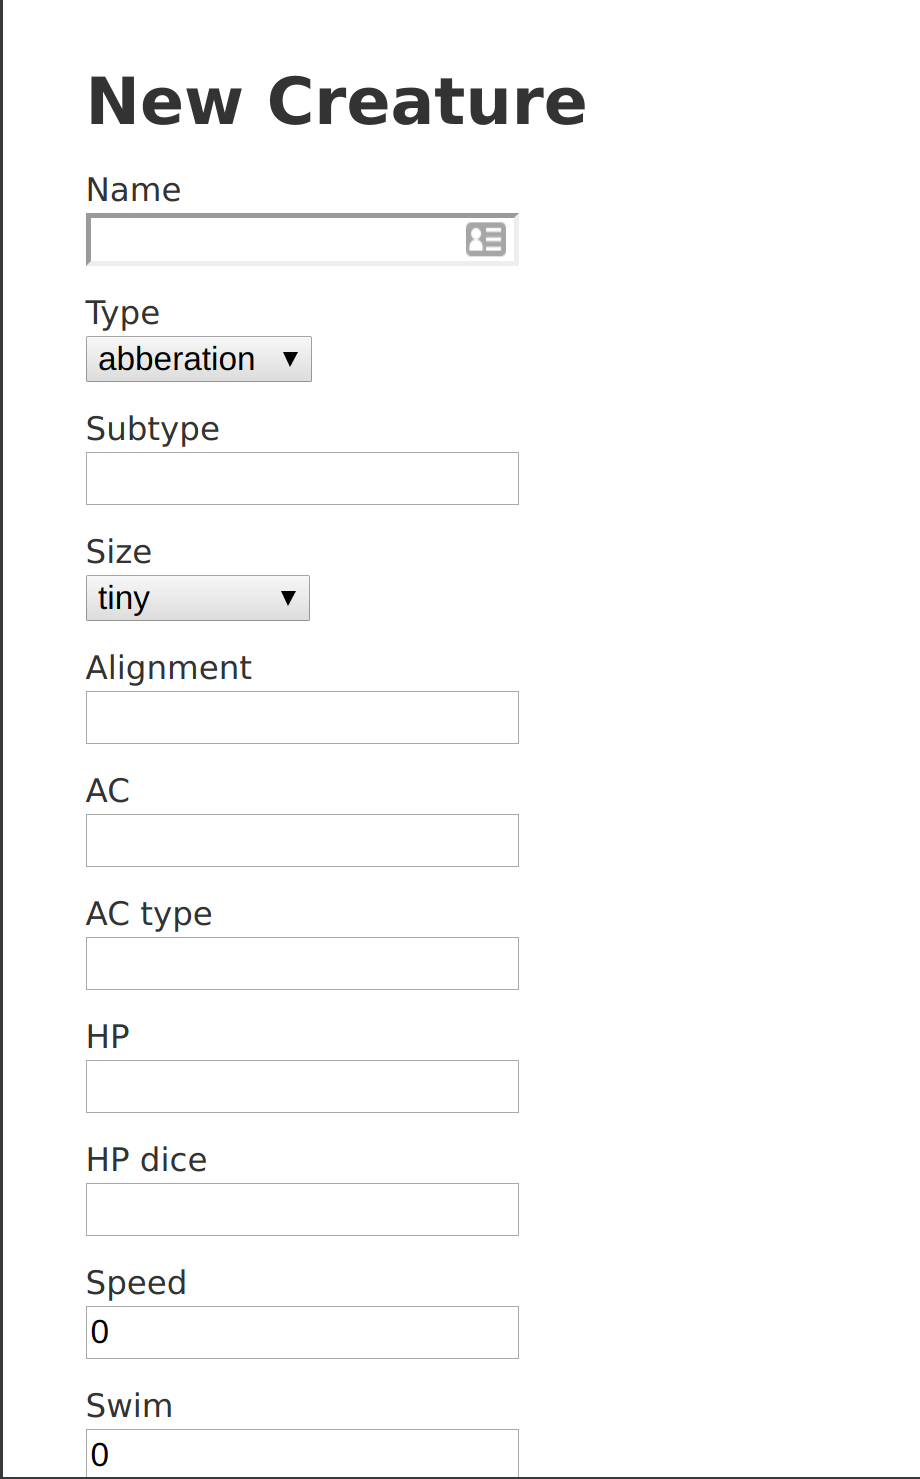 New Creature
Name
Type
abberation
Subtype
Size
tiny
Alignment
AC
AC type
HP
HP dice
Speed
0
Swim
0